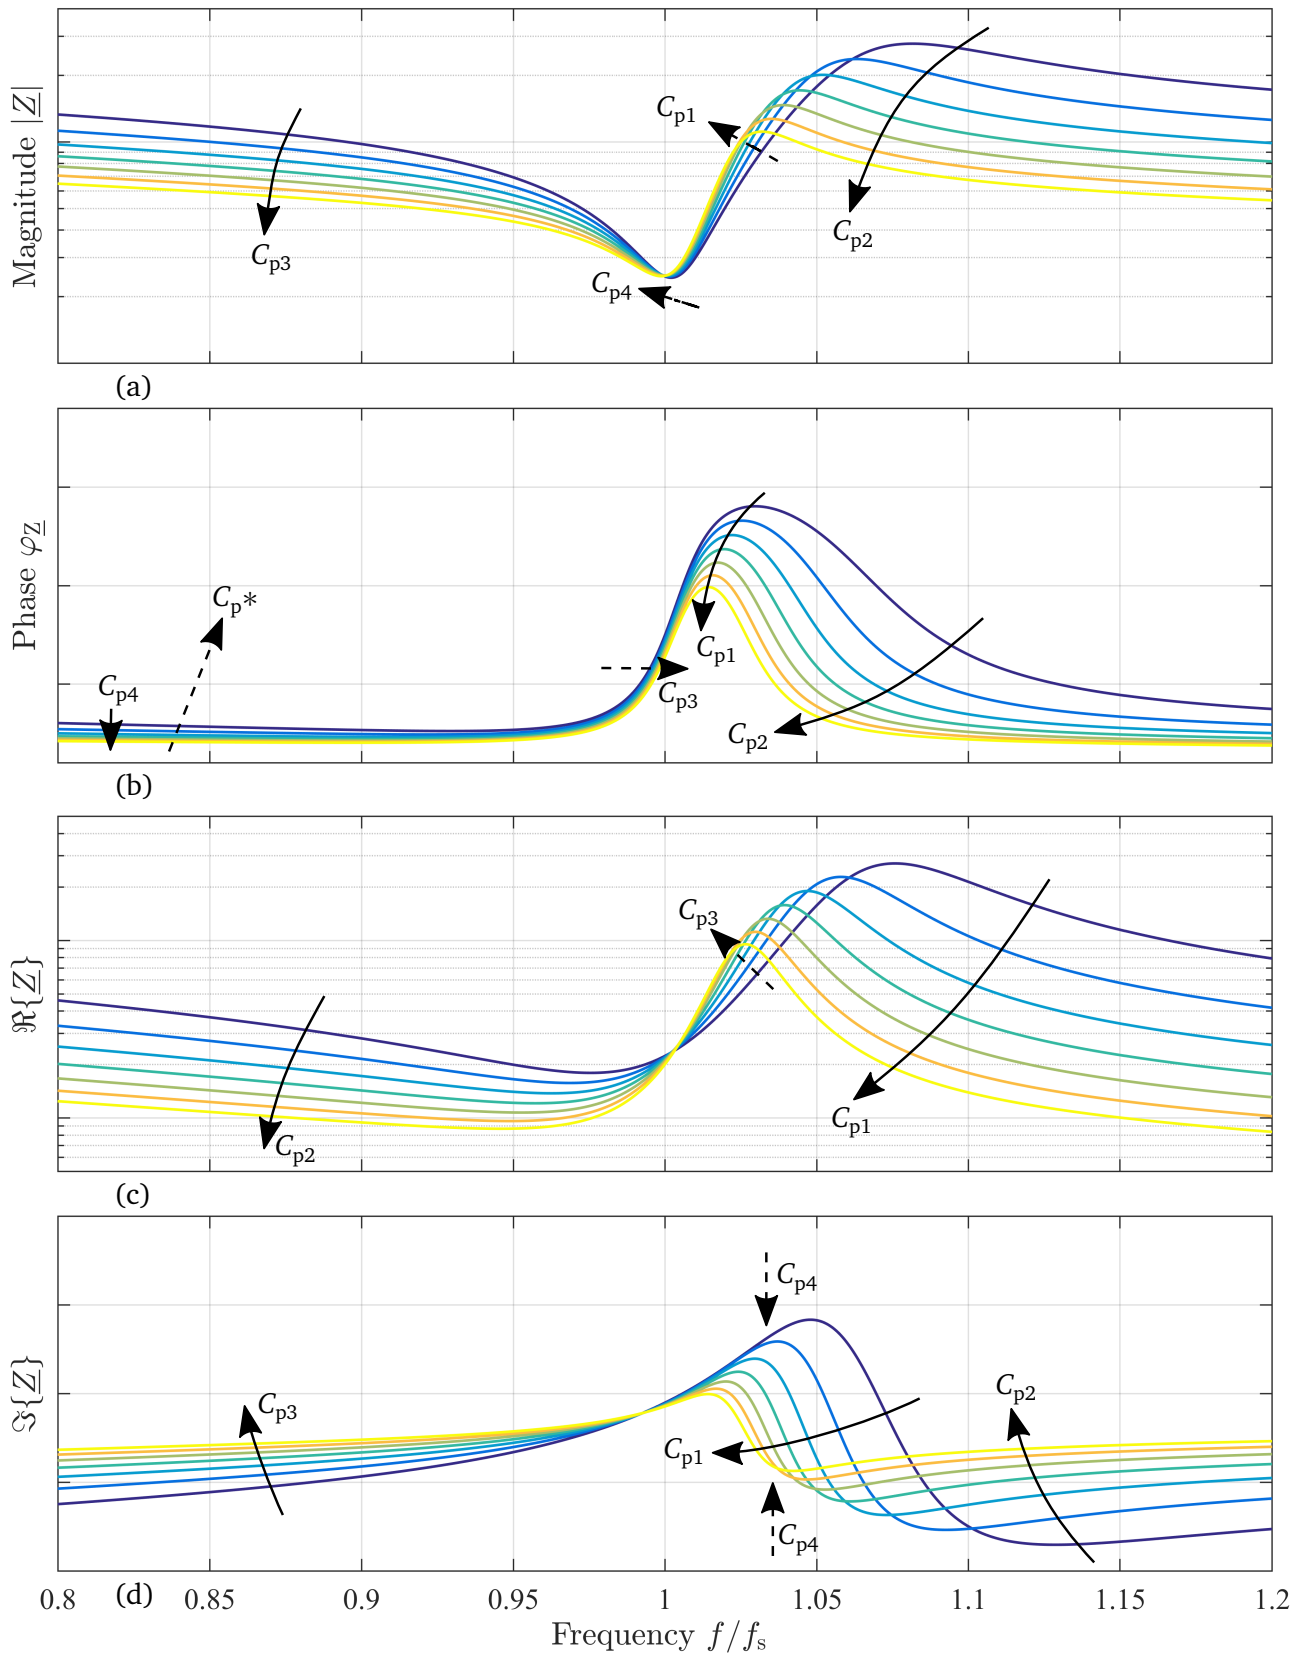 Magnitude |Z|
C_p1
C_p2
C_p3
C_p4
(a)
Phase φ_Z
C_p*
C_p4
C_p1
C_p3
C_p2
(b)
ℜ{Z}
C_p3
C_p2
C_p1
(c)
ℑ{Z}
C_p4
C_p3
C_p2
C_p1
C_p4
(d)
0.8 0.85 0.9 0.95 1 1.05 1.1 1.15 1.2
Frequency f/f_s